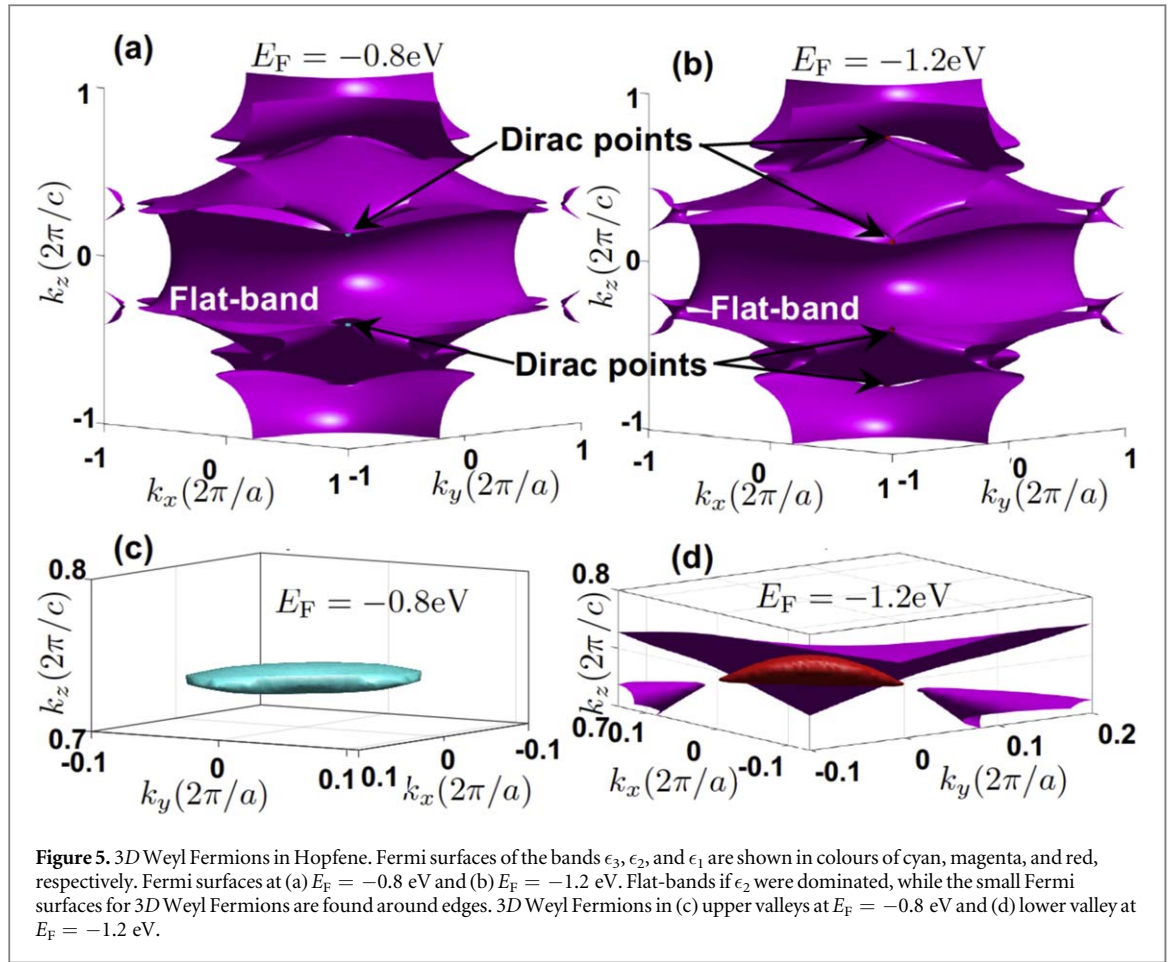 (a)
E_F = −0.8eV
(b)
E_F = −1.2eV
1
1
Dirac points
k_z(2π/c)
0
k_z(2π/c)
0
Flat-band
Flat-band
Dirac points
-1
-1
-1
0
1
-1
0
1
-1
0
1
-1
0
1
k_x(2π/a)
k_y(2π/a)
k_x(2π/a)
k_y(2π/a)
(c)
(d)
0.8
E_F = −0.8eV
0.8
E_F = −1.2eV
k_z(2π/c)
k_z(2π/c)
0.7
0.7
-0.1
0
0.1
0.1
0
-0.1
0.1
0
-0.1
-0.1
0
0.1
0.2
k_y(2π/a)
k_x(2π/a)
k_x(2π/a)
k_y(2π/a)
Figure 5. 3D Weyl Fermions in Hopfene. Fermi surfaces of the bands ϵ3, ϵ2, and ϵ1 are shown in colours of cyan, magenta, and red,
respectively. Fermi surfaces at (a) E_F = −0.8 eV and (b) E_F = −1.2 eV. Flat-bands if ϵ2 were dominated, while the small Fermi
surfaces for 3D Weyl Fermions are found around edges. 3D Weyl Fermions in (c) upper valleys at E_F = −0.8 eV and (d) lower valley at
E_F = −1.2 eV.